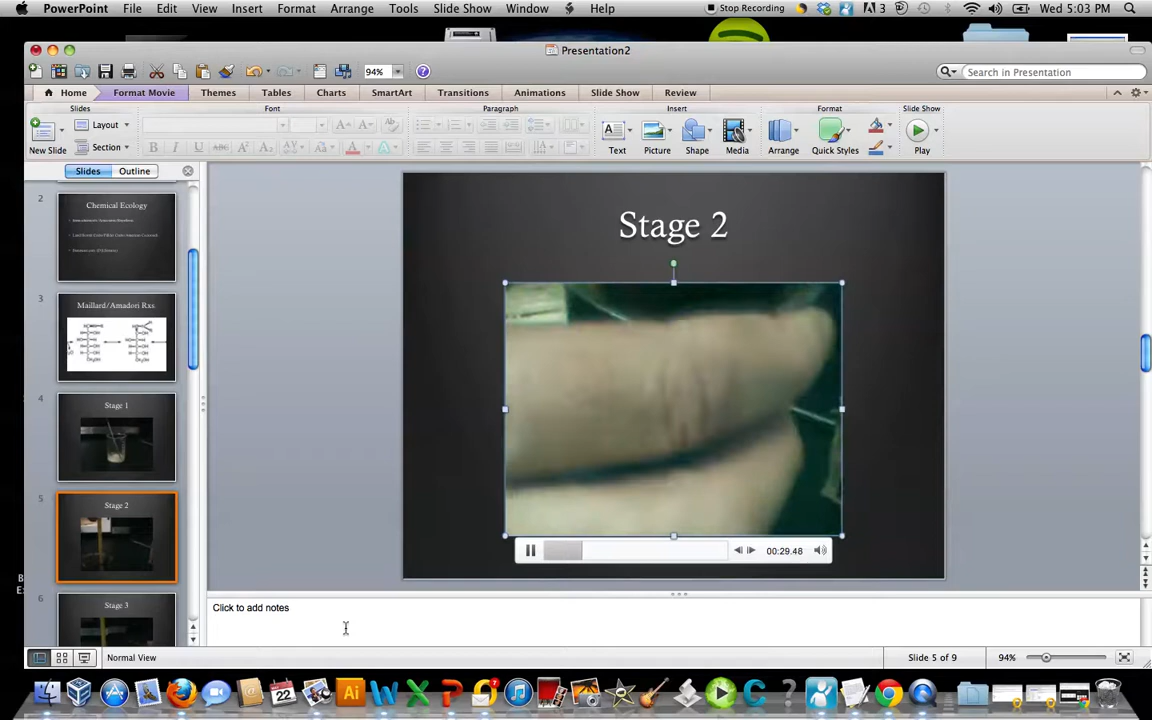 PowerPoint File Edit View Insert Format Arrange Tools Slide Show Window Help Stop Recording 3 Wed 5:03 PM
Presentation2
94% Search in Presentation
Home Format Movie Themes Tables Charts SmartArt Transitions Animations Slide Show Review
Slides Font Paragraph Insert Format Slide Show
Layout
Section
New Slide Text Picture Shape Media Arrange Quick Styles Play
Slides Outline
2
Chemical Ecology
3
Maillard/Amadori Rxs.
4
Stage 1
5
Stage 2
6
Stage 3
Stage 2
00:29.48
Click to add notes
Normal View Slide 5 of 9 94%
MAY 22 Ai